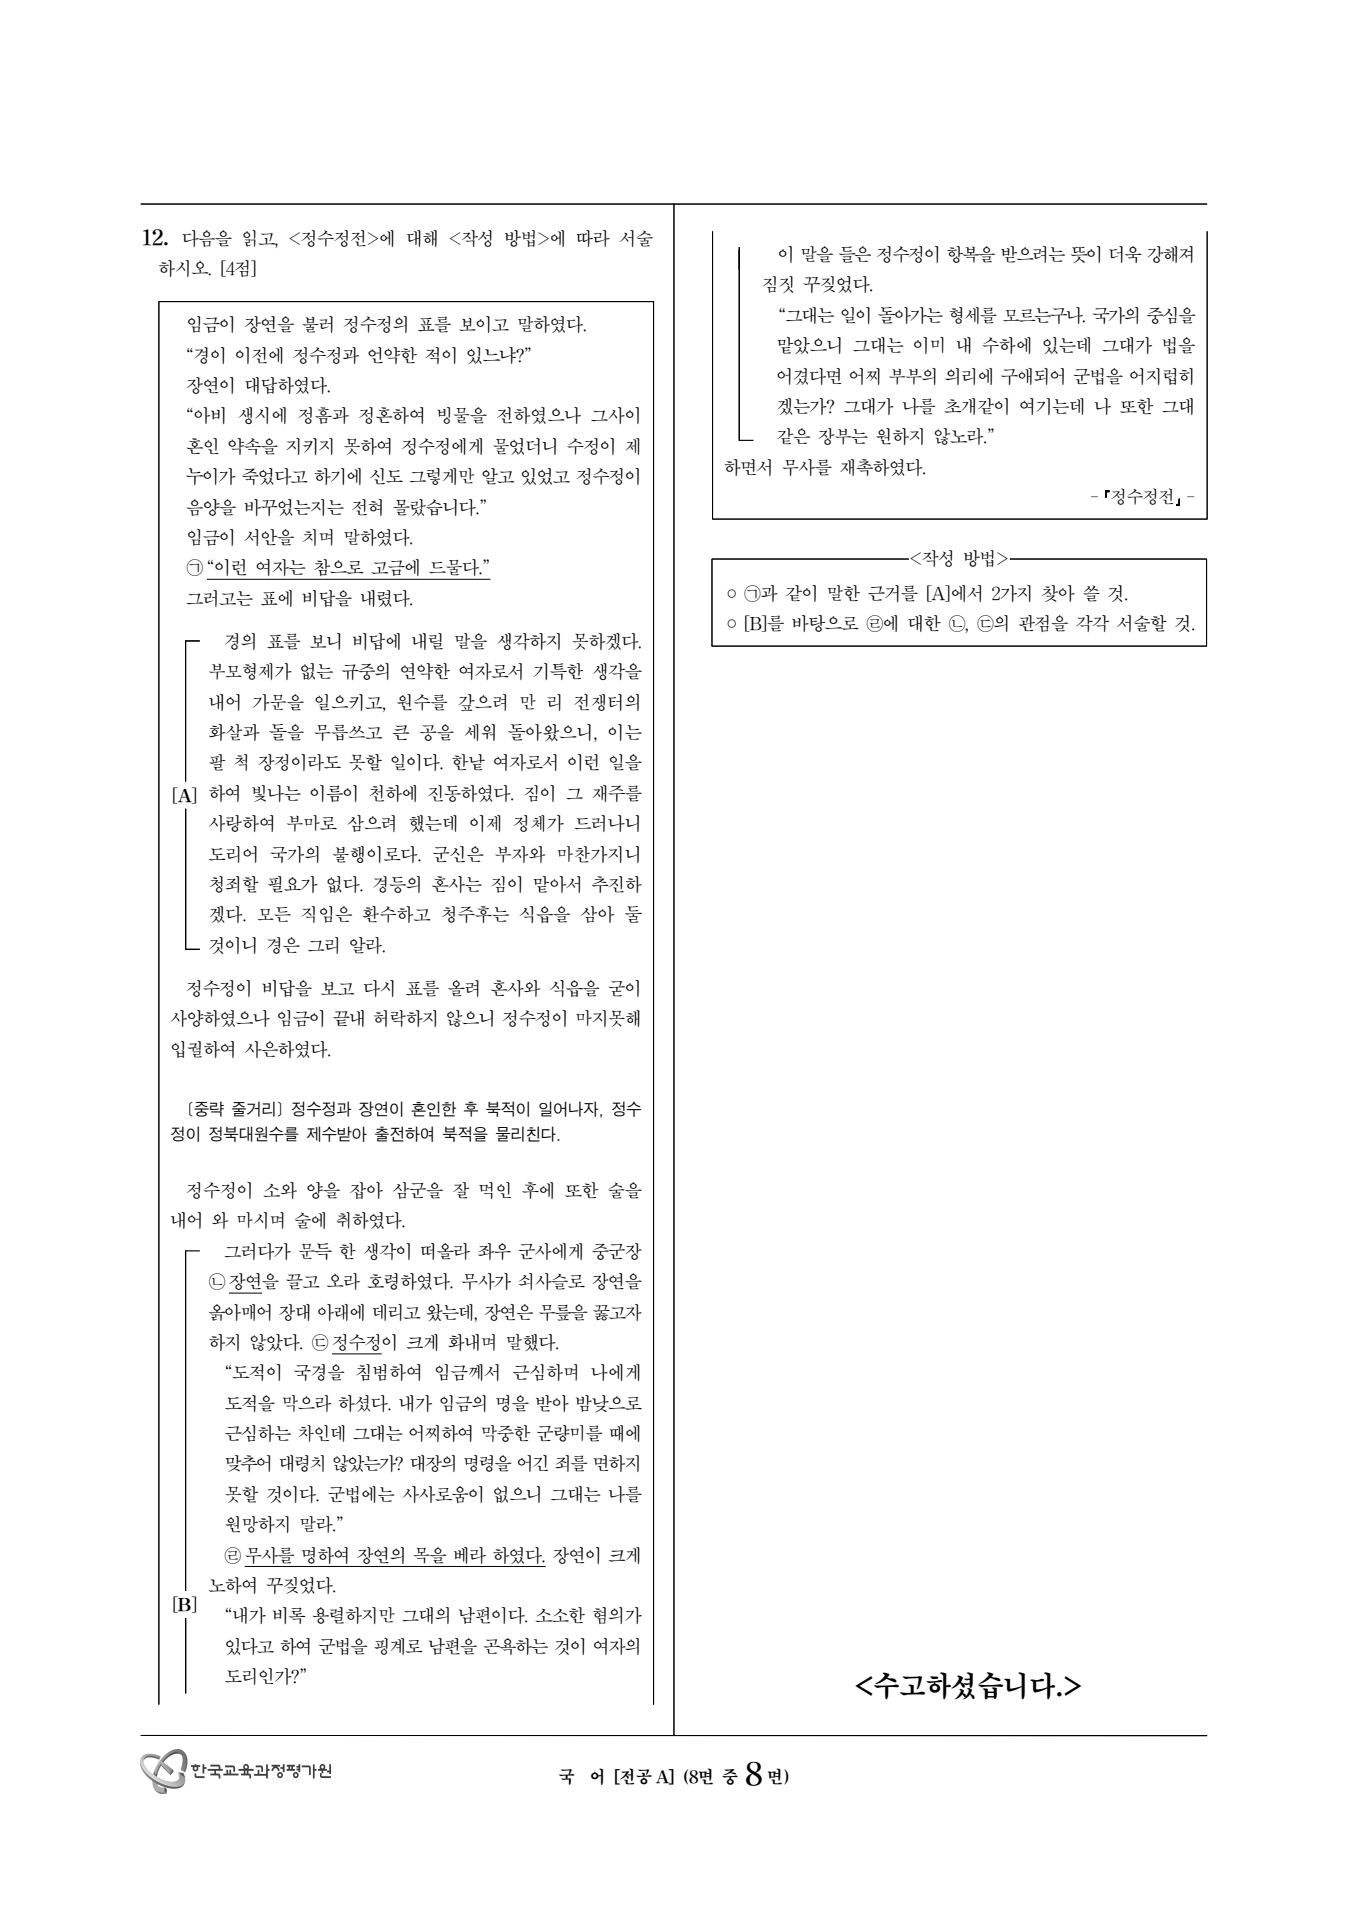 12. 다음을 읽고, <정수정전>에 대해 <작성 방법>에 따라 서술
하시오. [4점]
임금이 장연을 불러 정수정의 표를 보이고 말하였다.
“경이 이전에 정수정과 언약한 적이 있느냐?”
장연이 대답하였다.
“아비 생시에 정흠과 정혼하여 빙물을 전하였으나 그사이
혼인 약속을 지키지 못하여 정수정에게 물었더니 수정이 제
누이가 죽었다고 하기에 신도 그렇게만 알고 있었고 정수정이
음양을 바꾸었는지는 전혀 몰랐습니다.”
임금이 서안을 치며 말하였다.
㉠ “이런 여자는 참으로 고금에 드물다.”
그러고는 표에 비답을 내렸다.
경의 표를 보니 비답에 내릴 말을 생각하지 못하겠다.
부모형제가 없는 규중의 연약한 여자로서 기특한 생각을
내어 가문을 일으키고, 원수를 갚으려 만 리 전쟁터의
화살과 돌을 무릅쓰고 큰 공을 세워 돌아왔으니, 이는
팔 척 장정이라도 못할 일이다. 한낱 여자로서 이런 일을
[A] 하여 빛나는 이름이 천하에 진동하였다. 짐이 그 재주를
사랑하여 부마로 삼으려 했는데 이제 정체가 드러나니
도리어 국가의 불행이로다. 군신은 부자와 마찬가지니
청죄할 필요가 없다. 경등의 혼사는 짐이 맡아서 추진하
겠다. 모든 직임은 환수하고 청주후는 식읍을 삼아 둘
것이니 경은 그리 알라.
정수정이 비답을 보고 다시 표를 올려 혼사와 식읍을 굳이
사양하였으나 임금이 끝내 허락하지 않으니 정수정이 마지못해
입궐하여 사은하였다.
〔중략 줄거리〕 정수정과 장연이 혼인한 후 북적이 일어나자, 정수
정이 정북대원수를 제수받아 출전하여 북적을 물리친다.
정수정이 소와 양을 잡아 삼군을 잘 먹인 후에 또한 술을
내어 와 마시며 술에 취하였다.
그러다가 문득 한 생각이 떠올라 좌우 군사에게 중군장
㉡ 장연을 끌고 오라 호령하였다. 무사가 쇠사슬로 장연을
옭아매어 장대 아래에 데리고 왔는데, 장연은 무릎을 꿇고자
하지 않았다. ㉢ 정수정이 크게 화내며 말했다.
“도적이 국경을 침범하여 임금께서 근심하며 나에게
도적을 막으라 하셨다. 내가 임금의 명을 받아 밤낮으로
근심하는 차인데 그대는 어찌하여 막중한 군량미를 때에
맞추어 대령치 않았는가? 대장의 명령을 어긴 죄를 면하지
못할 것이다. 군법에는 사사로움이 없으니 그대는 나를
원망하지 말라.”
㉣ 무사를 명하여 장연의 목을 베라 하였다. 장연이 크게
노하여 꾸짖었다.
[B] “내가 비록 용렬하지만 그대의 남편이다. 소소한 혐의가
있다고 하여 군법을 핑계로 남편을 곤욕하는 것이 여자의
도리인가?”
이 말을 들은 정수정이 항복을 받으려는 뜻이 더욱 강해져
짐짓 꾸짖었다.
“그대는 일이 돌아가는 형세를 모르는구나. 국가의 중심을
맡았으니 그대는 이미 내 수하에 있는데 그대가 법을
어겼다면 어찌 부부의 의리에 구애되어 군법을 어지럽히
겠는가? 그대가 나를 초개같이 여기는데 나 또한 그대
같은 장부는 원하지 않노라.”
하면서 무사를 재촉하였다.
- 『정수정전』 -
<작성 방법>
○ ㉠과 같이 말한 근거를 [A]에서 2가지 찾아 쓸 것.
○ [B]를 바탕으로 ㉣에 대한 ㉡, ㉢의 관점을 각각 서술할 것.
<수고하셨습니다.>
한국교육과정평가원
국 어 [전공 A] (8면 중 8면)